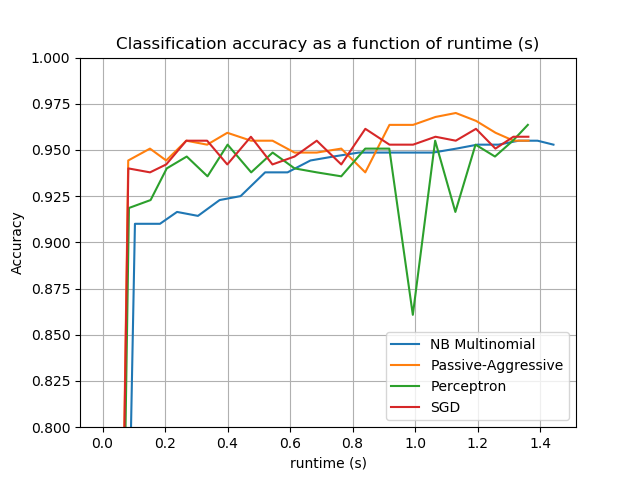 Classification accuracy as a function of runtime (s)
1.000
0.975
0.950
0.925
0.900
0.875
0.850
0.825
0.800
Accuracy
NB Multinomial
Passive-Aggressive
Perceptron
SGD
0.0 0.2 0.4 0.6 0.8 1.0 1.2 1.4
runtime (s)